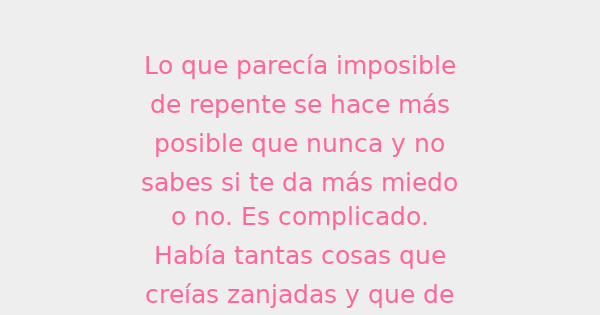 Lo que parecía imposible
de repente se hace más
posible que nunca y no
sabes si te da más miedo
o no. Es complicado.
Había tantas cosas que
creías zanjadas y que de